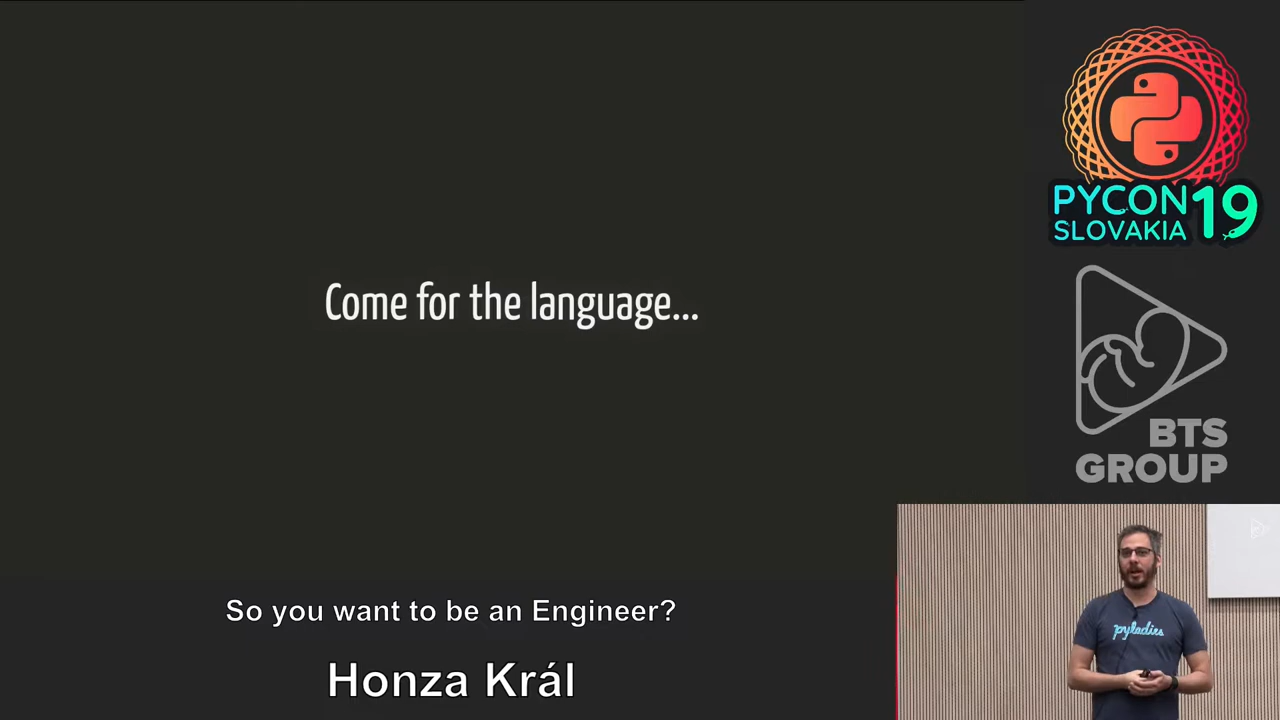 Come for the language...
PYCON 19
SLOVAKIA
BTS
GROUP
pyladies
So you want to be an Engineer?
Honza Král